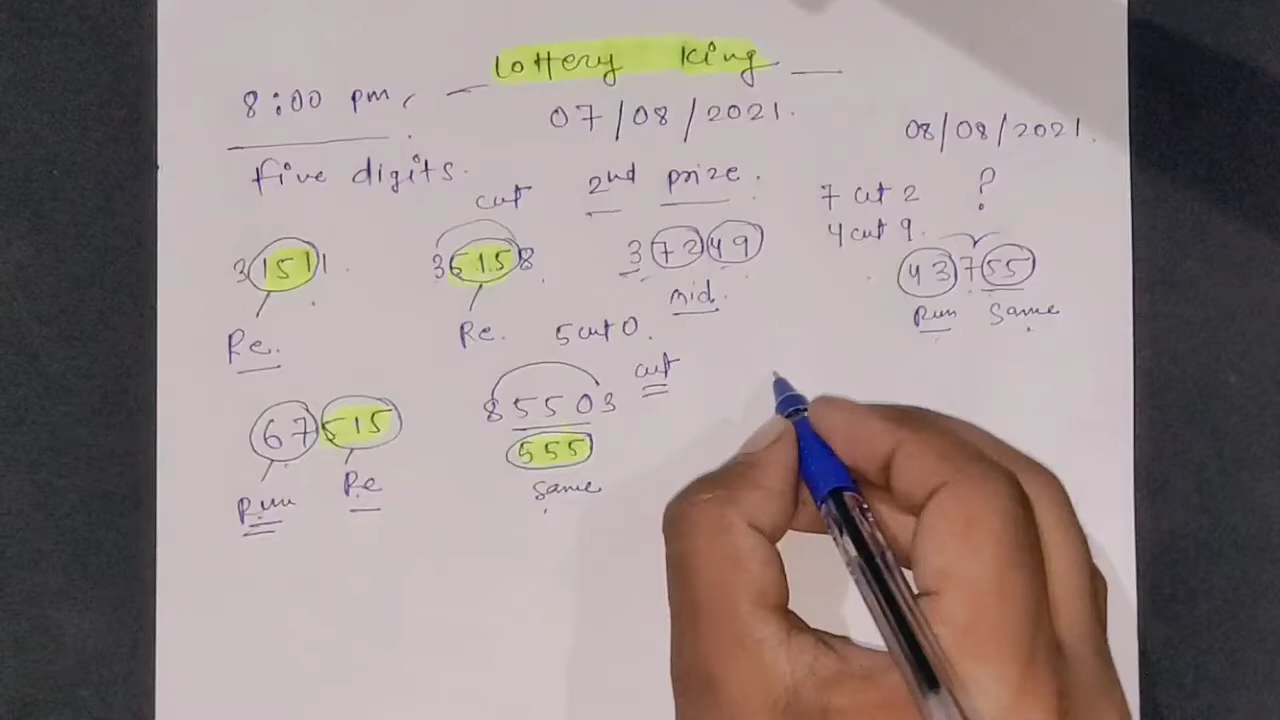 Lottery King
8:00 pm,
07/08/2021.
08/08/2021.
five digits.
2nd prize.
cut
7 cut 2
?
4 cut 9.
31511.
36158.
37249
43755
mid.
Run
Same
Re.
Re.
5 cut 0.
cut
67515
85503
555
Run
Re
Same